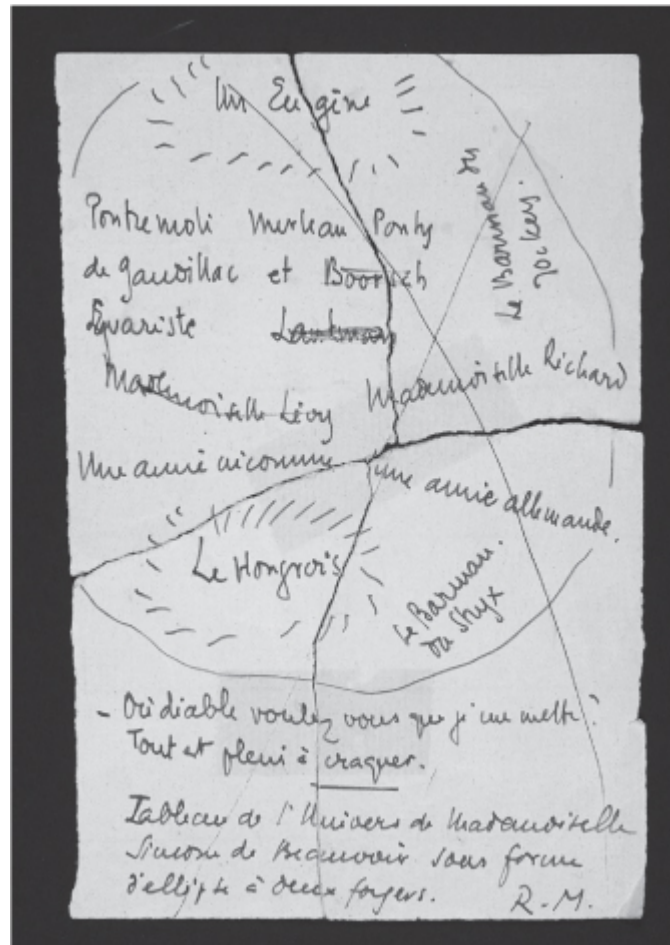 Un Eugène
Le Barman du
Jockey.
Pontremoli Merleau Ponty
de Gandillac et Boorsch
Évariste Lautman
Mademoiselle Lévy
Mademoiselle Richard
Une amie inconnue
une amie allemande.
Le Hongrois
Le Barman
du Styx
- Où diable voulez vous que je me mette?
Tout est plein à craquer.
Tableau de l'Univers de Mademoiselle
Simone de Beauvoir sous forme
d'ellipse à deux foyers.
R-M.